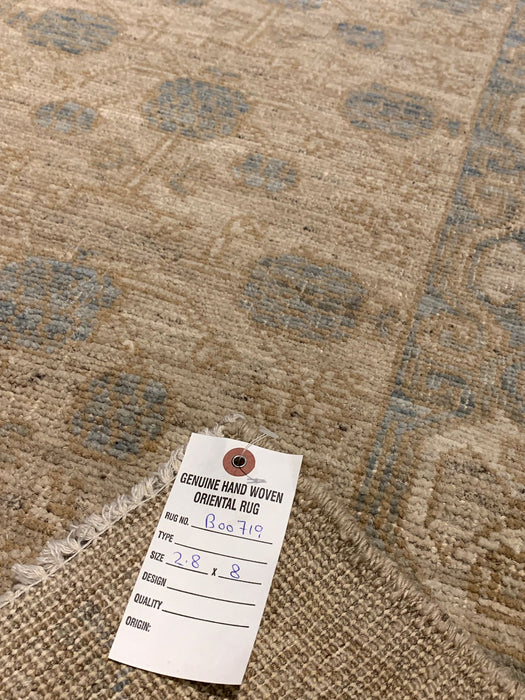 GENUINE HAND WOVEN
ORIENTAL RUG
RUG NO. B00719
TYPE
SIZE 2.8 X 8
DESIGN
QUALITY
ORIGIN: